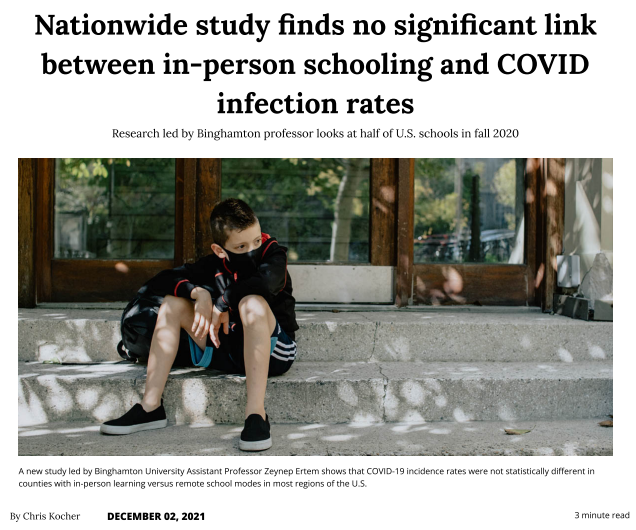 Nationwide study finds no significant link
between in-person schooling and COVID
infection rates
Research led by Binghamton professor looks at half of U.S. schools in fall 2020
A new study led by Binghamton University Assistant Professor Zeynep Ertem shows that COVID-19 incidence rates were not statistically different in
counties with in-person learning versus remote school modes in most regions of the U.S.
By Chris Kocher DECEMBER 02, 2021 3 minute read